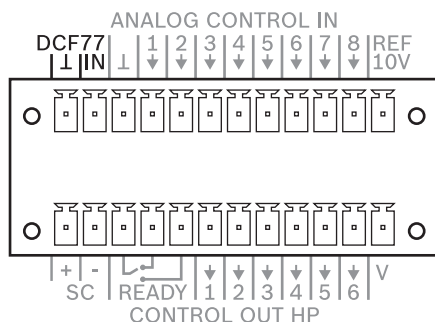 ANALOG CONTROL IN
DCF77 1 2 3 4 5 6 7 8 REF
⊥ IN ⊥ 10V
+ - 1 2 3 4 5 6 V
SC READY
CONTROL OUT HP